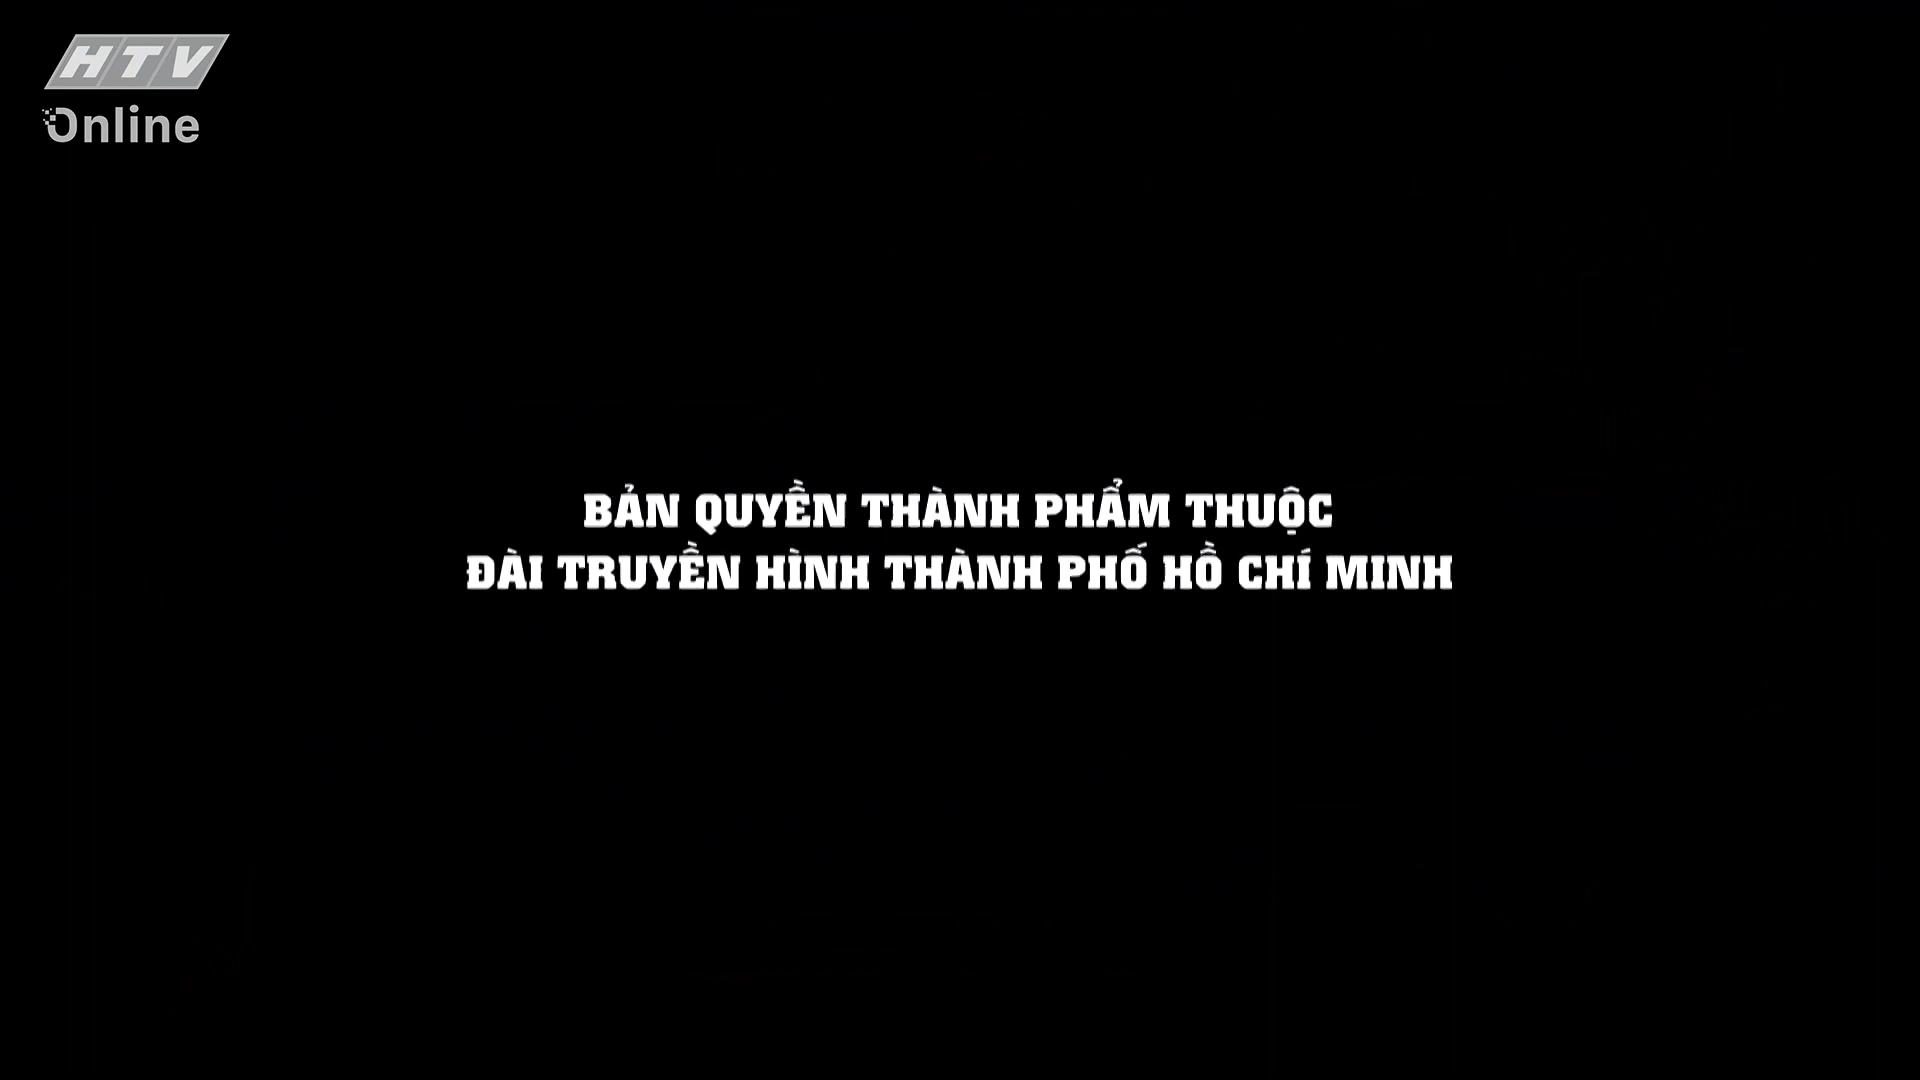 HTV
Online
BẢN QUYỀN THÀNH PHẨM THUỘC
ĐÀI TRUYỀN HÌNH THÀNH PHỐ HỒ CHÍ MINH